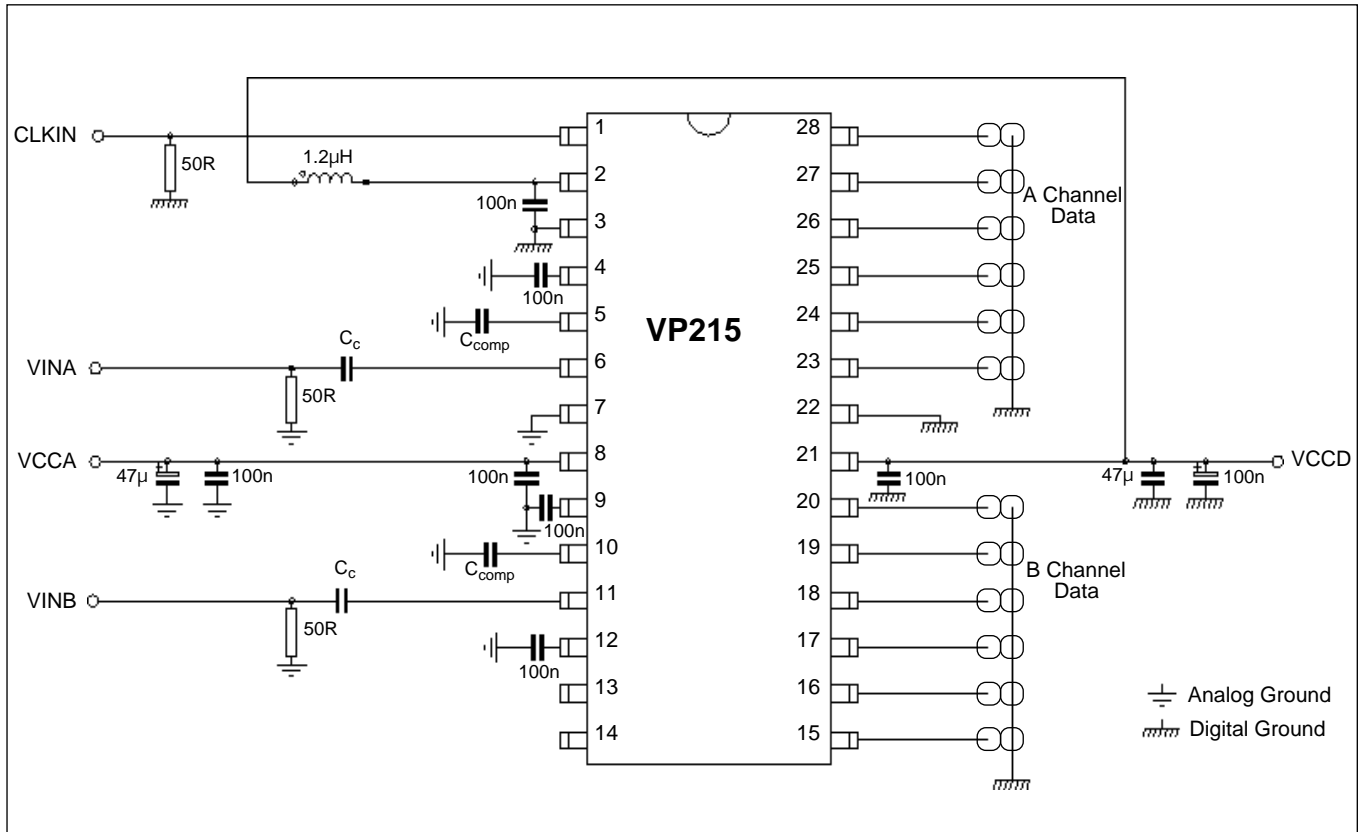 CLKIN
50R
1.2µH
100n
100n
C comp
VINA
Cc
50R
VCCA
47µ
100n
100n
100n
C comp
VINB
Cc
50R
100n
VP215
1
2
3
4
5
6
7
8
9
10
11
12
13
14
28
27
26
25
24
23
22
21
20
19
18
17
16
15
A Channel
Data
100n
47µ
+
100n
VCCD
B Channel
Data
Analog Ground
Digital Ground